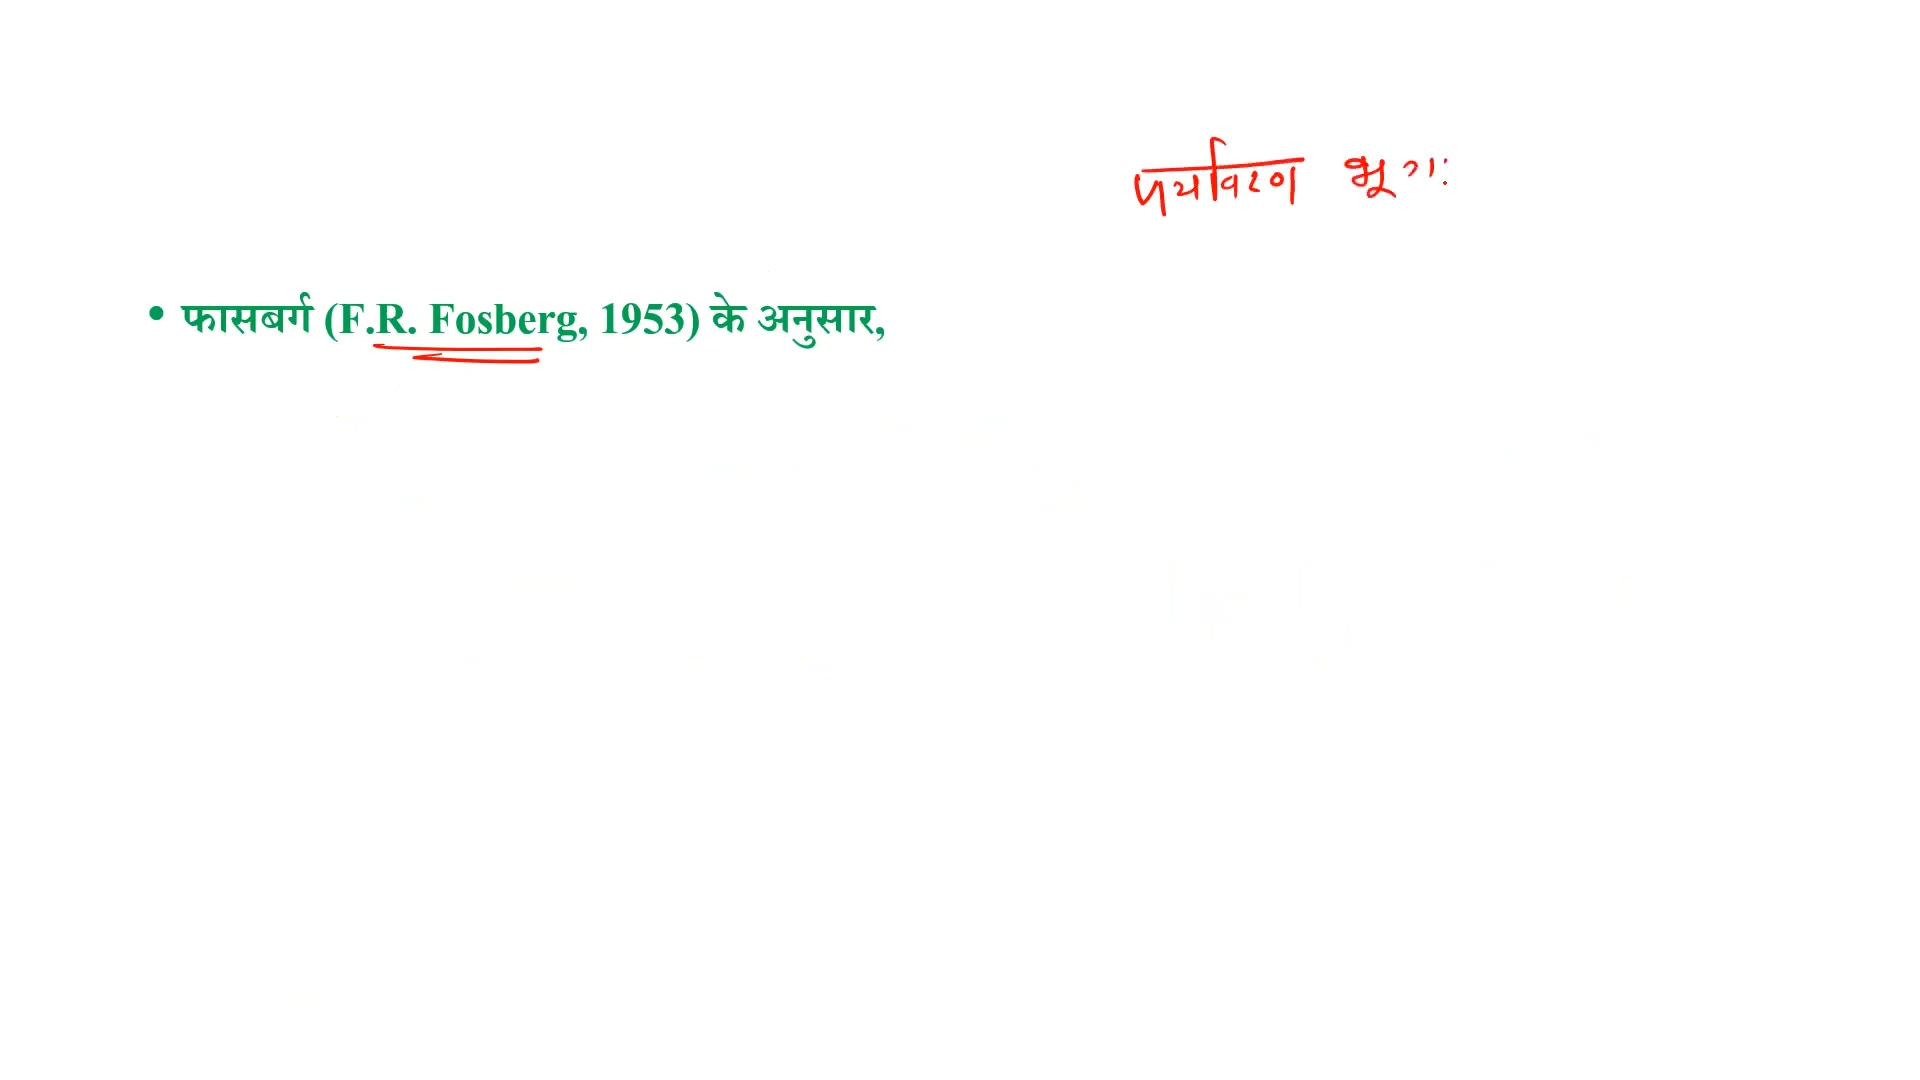 पर्यावरण भू गः
• फासबर्ग (F.R. Fosberg, 1953) के अनुसार,